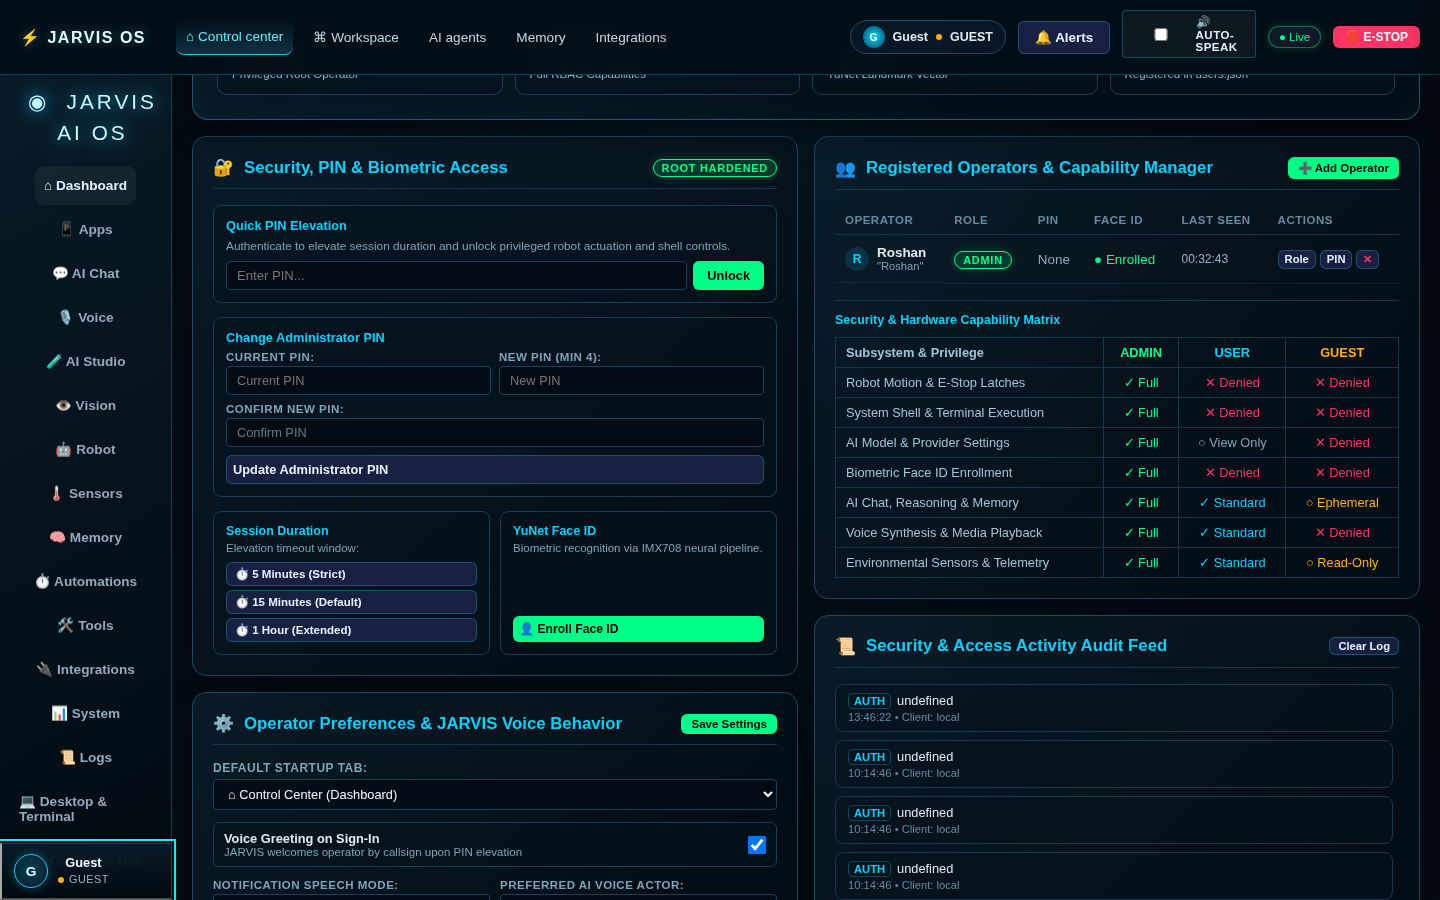 ⚡ JARVIS OS
⌂ Control center
⌘ Workspace
AI agents
Memory
Integrations
G Guest GUEST
🔔 Alerts
🔊 AUTO-SPEAK
● Live
🛑 E-STOP
◉ JARVIS
AI OS
⌂ Dashboard
📱 Apps
💬 AI Chat
🎙️ Voice
🧪 AI Studio
👁️ Vision
🤖 Robot
🌡️ Sensors
🧠 Memory
⏱️ Automations
🛠️ Tools
🔌 Integrations
📊 System
📜 Logs
💻 Desktop &
Terminal
G Guest
GUEST
Privileged Root Operator
Full RBAC Capabilities
YuNet Landmark Vector
Registered in users.json
🔐 Security, PIN & Biometric Access
ROOT HARDENED
Quick PIN Elevation
Authenticate to elevate session duration and unlock privileged robot actuation and shell controls.
Enter PIN...
Unlock
Change Administrator PIN
CURRENT PIN:
NEW PIN (MIN 4):
Current PIN
New PIN
CONFIRM NEW PIN:
Confirm PIN
Update Administrator PIN
Session Duration
Elevation timeout window:
⏱️ 5 Minutes (Strict)
⏱️ 15 Minutes (Default)
⏱️ 1 Hour (Extended)
YuNet Face ID
Biometric recognition via IMX708 neural pipeline.
👤 Enroll Face ID
⚙️ Operator Preferences & JARVIS Voice Behavior
Save Settings
DEFAULT STARTUP TAB:
⌂ Control Center (Dashboard)
Voice Greeting on Sign-In
JARVIS welcomes operator by callsign upon PIN elevation
NOTIFICATION SPEECH MODE:
PREFERRED AI VOICE ACTOR:
👥 Registered Operators & Capability Manager
➕ Add Operator
OPERATOR ROLE PIN FACE ID LAST SEEN ACTIONS
R Roshan
"Roshan"
ADMIN None ● Enrolled 00:32:43 Role PIN ✕
Security & Hardware Capability Matrix
Subsystem & Privilege ADMIN USER GUEST
Robot Motion & E-Stop Latches ✓ Full ✕ Denied ✕ Denied
System Shell & Terminal Execution ✓ Full ✕ Denied ✕ Denied
AI Model & Provider Settings ✓ Full ○ View Only ✕ Denied
Biometric Face ID Enrollment ✓ Full ✕ Denied ✕ Denied
AI Chat, Reasoning & Memory ✓ Full ✓ Standard ○ Ephemeral
Voice Synthesis & Media Playback ✓ Full ✓ Standard ✕ Denied
Environmental Sensors & Telemetry ✓ Full ✓ Standard ○ Read-Only
📜 Security & Access Activity Audit Feed
Clear Log
AUTH undefined
13:46:22 • Client: local
AUTH undefined
10:14:46 • Client: local
AUTH undefined
10:14:46 • Client: local
AUTH undefined
10:14:46 • Client: local